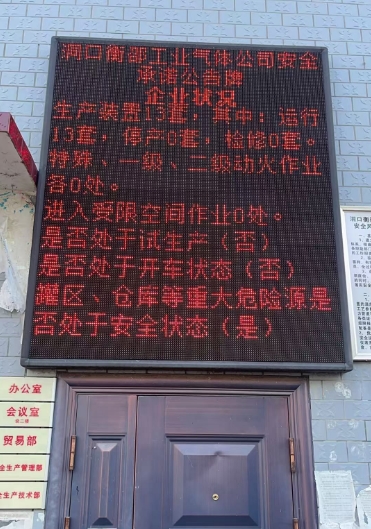 洞口衡邵工业气体公司安全
承诺公告牌
企业状况
生产装置13套，其中：运行
13套，停产0套，检修0套。
特殊、一级、二级动火作业
各0处。
进入受限空间作业0处。
是否处于试生产（否）
是否处于开车状态（否）
罐区、仓库等重大危险源是
否处于安全状态（是）
办公室
会议室
贸易部
全生产管理部
全生产技术部